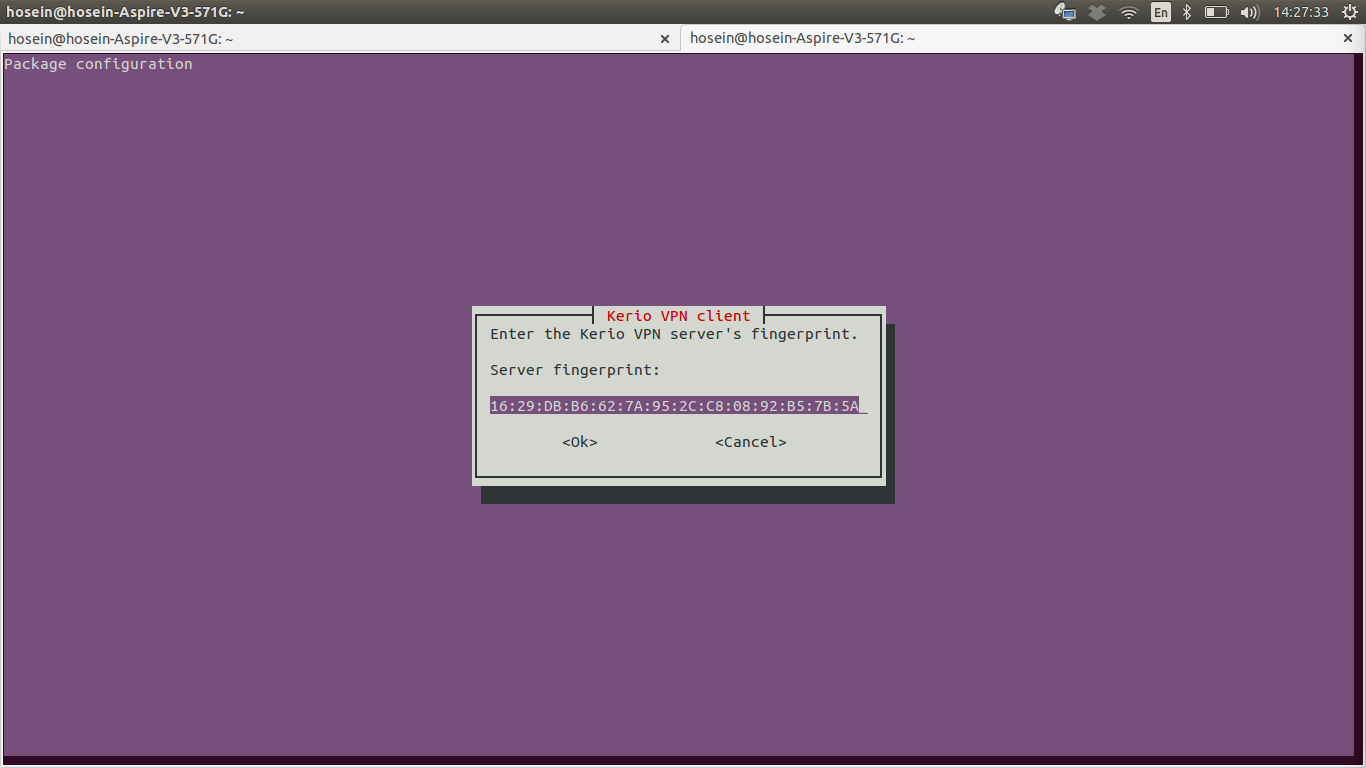 hosein@hosein-Aspire-V3-571G: ~
En
14:27:33
hosein@hosein-Aspire-V3-571G: ~
hosein@hosein-Aspire-V3-571G: ~
Package configuration
Kerio VPN client
Enter the Kerio VPN server's fingerprint.
Server fingerprint:
16:29:DB:B6:62:7A:95:2C:C8:08:92:B5:7B:5A_
<Ok> <Cancel>